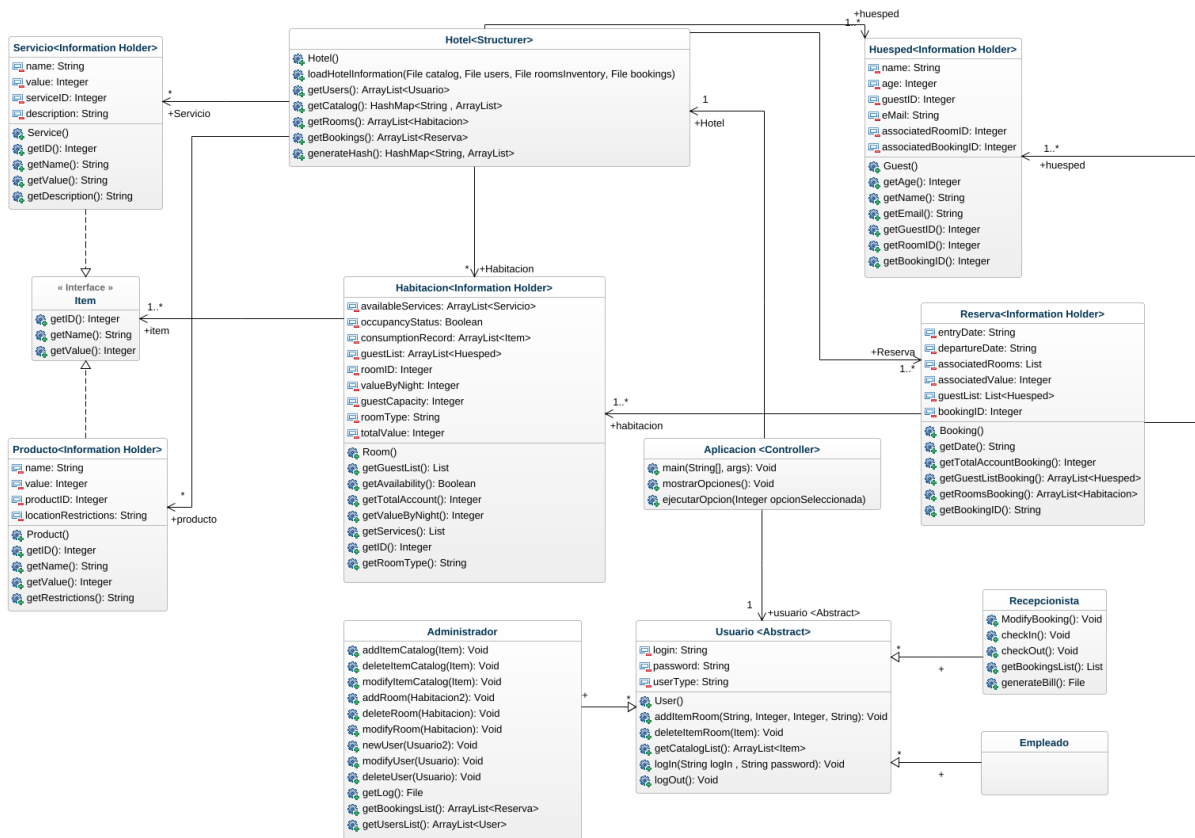 Servicio<Information Holder>
name: String
value: Integer
serviceID: Integer
description: String
Service()
getID(): Integer
getName(): String
getValue(): String
getDescription(): String
*
+Servicio
Hotel<Structurer>
Hotel()
loadHotelInformation(File catalog, File users, File roomsInventory, File bookings)
getUsers(): ArrayList<Usuario>
getCatalog(): HashMap<String , ArrayList>
getRooms(): ArrayList<Habitacion>
getBookings(): ArrayList<Reserva>
generateHash(): HashMap<String, ArrayList>
+huesped
1..*
1
+Hotel
Huesped<Information Holder>
name: String
age: Integer
guestID: Integer
eMail: String
associatedRoomID: Integer
associatedBookingID: Integer
Guest()
getAge(): Integer
getName(): String
getEmail(): String
getGuestID(): Integer
getRoomID(): Integer
getBookingID(): Integer
1..*
+huesped
« Interface »
Item
getID(): Integer
getName(): String
getValue(): Integer
1..*
+item
*
+Habitacion
Habitacion<Information Holder>
availableServices: ArrayList<Servicio>
occupancyStatus: Boolean
consumptionRecord: ArrayList<Item>
guestList: ArrayList<Huesped>
roomID: Integer
valueByNight: Integer
guestCapacity: Integer
roomType: String
totalValue: Integer
Room()
getGuestList(): List
getAvailability(): Boolean
getTotalAccount(): Integer
getValueByNight(): Integer
getServices(): List
getID(): Integer
getRoomType(): String
+Reserva
1..*
Reserva<Information Holder>
entryDate: String
departureDate: String
associatedRooms: List
associatedValue: Integer
guestList: List<Huesped>
bookingID: Integer
Booking()
getDate(): String
getTotalAccountBooking(): Integer
getGuestListBooking(): ArrayList<Huesped>
getRoomsBooking(): ArrayList<Habitacion>
getBookingID(): String
1..*
+habitacion
Producto<Information Holder>
name: String
value: Integer
productID: Integer
locationRestrictions: String
Product()
getID(): Integer
getName(): String
getValue(): Integer
getRestrictions(): String
*
+producto
Aplicacion <Controller>
main(String[], args): Void
mostrarOpciones(): Void
ejecutarOpcion(Integer opcionSeleccionada)
1
+usuario <Abstract>
Administrador
addItemCatalog(Item): Void
deleteItemCatalog(Item): Void
modifyItemCatalog(Item): Void
addRoom(Habitacion2): Void
deleteRoom(Habitacion): Void
modifyRoom(Habitacion): Void
newUser(Usuario2): Void
modifyUser(Usuario): Void
deleteUser(Usuario): Void
getLog(): File
getBookingsList(): ArrayList<Reserva>
getUsersList(): ArrayList<User>
+
*
Usuario <Abstract>
login: String
password: String
userType: String
User()
addItemRoom(String, Integer, Integer, String): Void
deleteItemRoom(Item): Void
getCatalogList(): ArrayList<Item>
logIn(String logIn , String password): Void
logOut(): Void
*
+
Recepcionista
ModifyBooking(): Void
checkIn(): Void
checkOut(): Void
getBookingsList(): List
generateBill(): File
*
+
Empleado